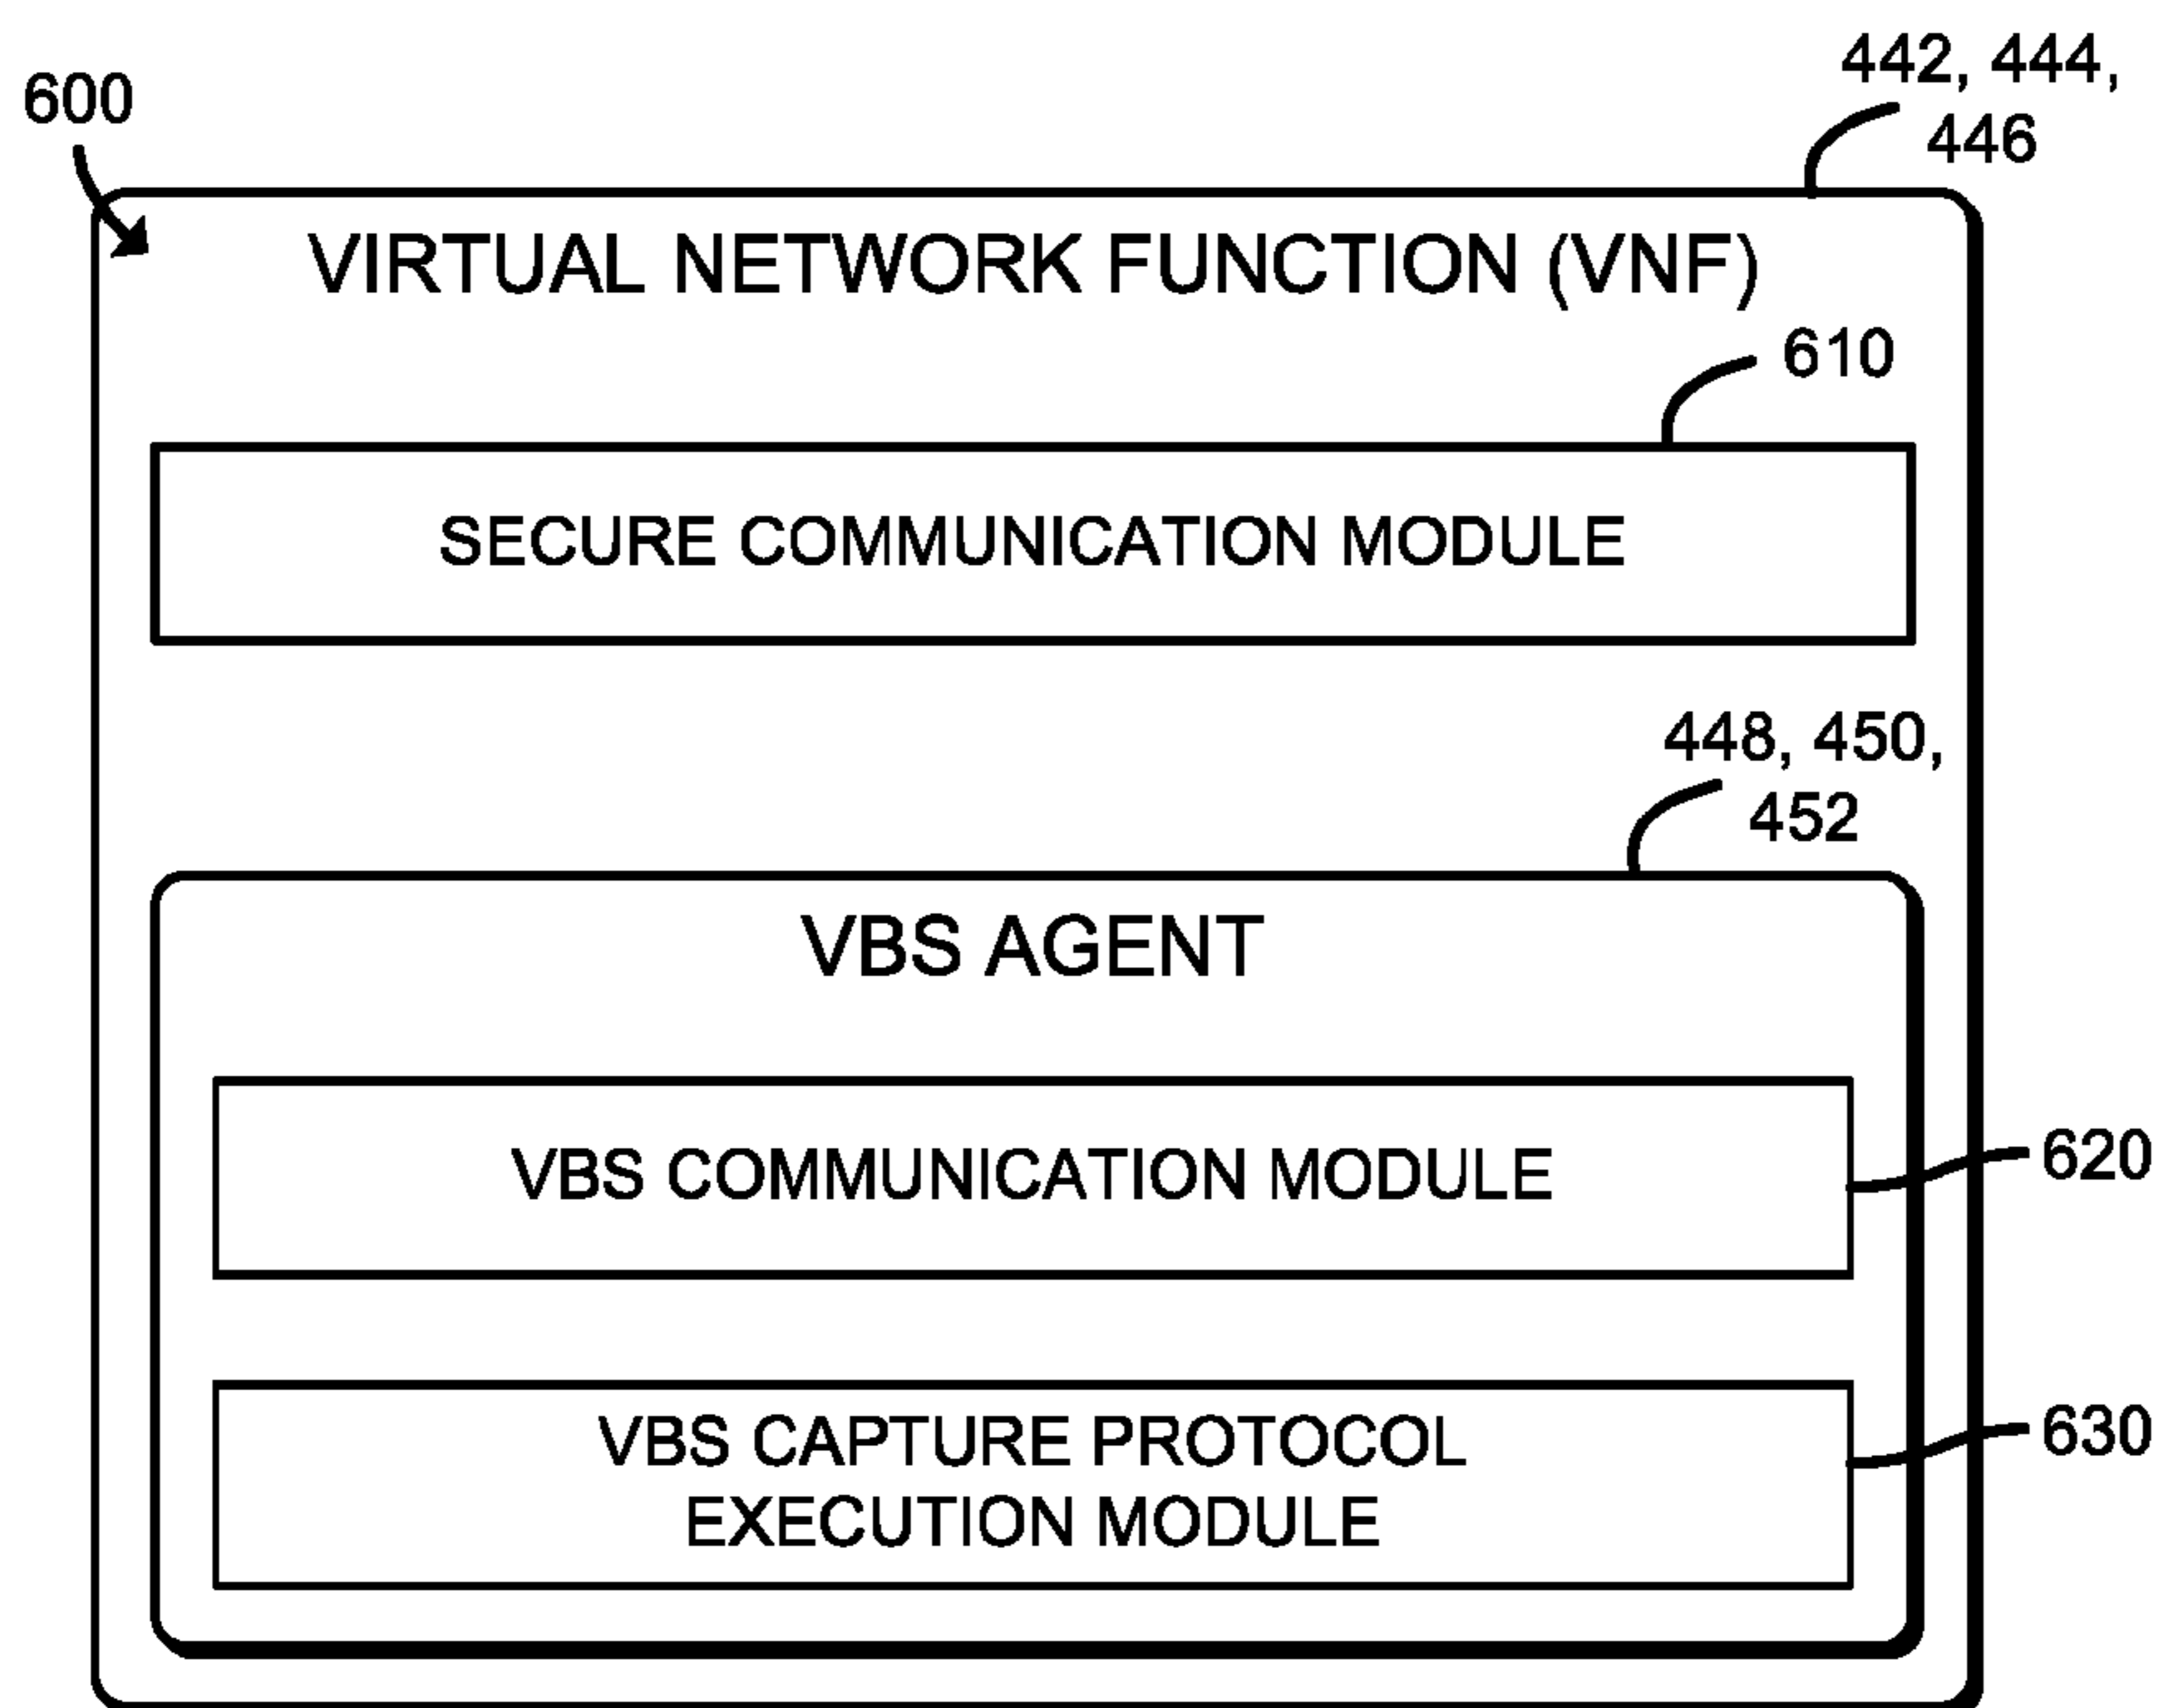 442, 444,
600
446
VIRTUAL NETWORK FUNCTION (VNF)
610
SECURE COMMUNICATION MODULE
448, 450,
452
VBS AGENT
VBS COMMUNICATION MODULE
620
VBS CAPTURE PROTOCOL
630
EXECUTION MODULE